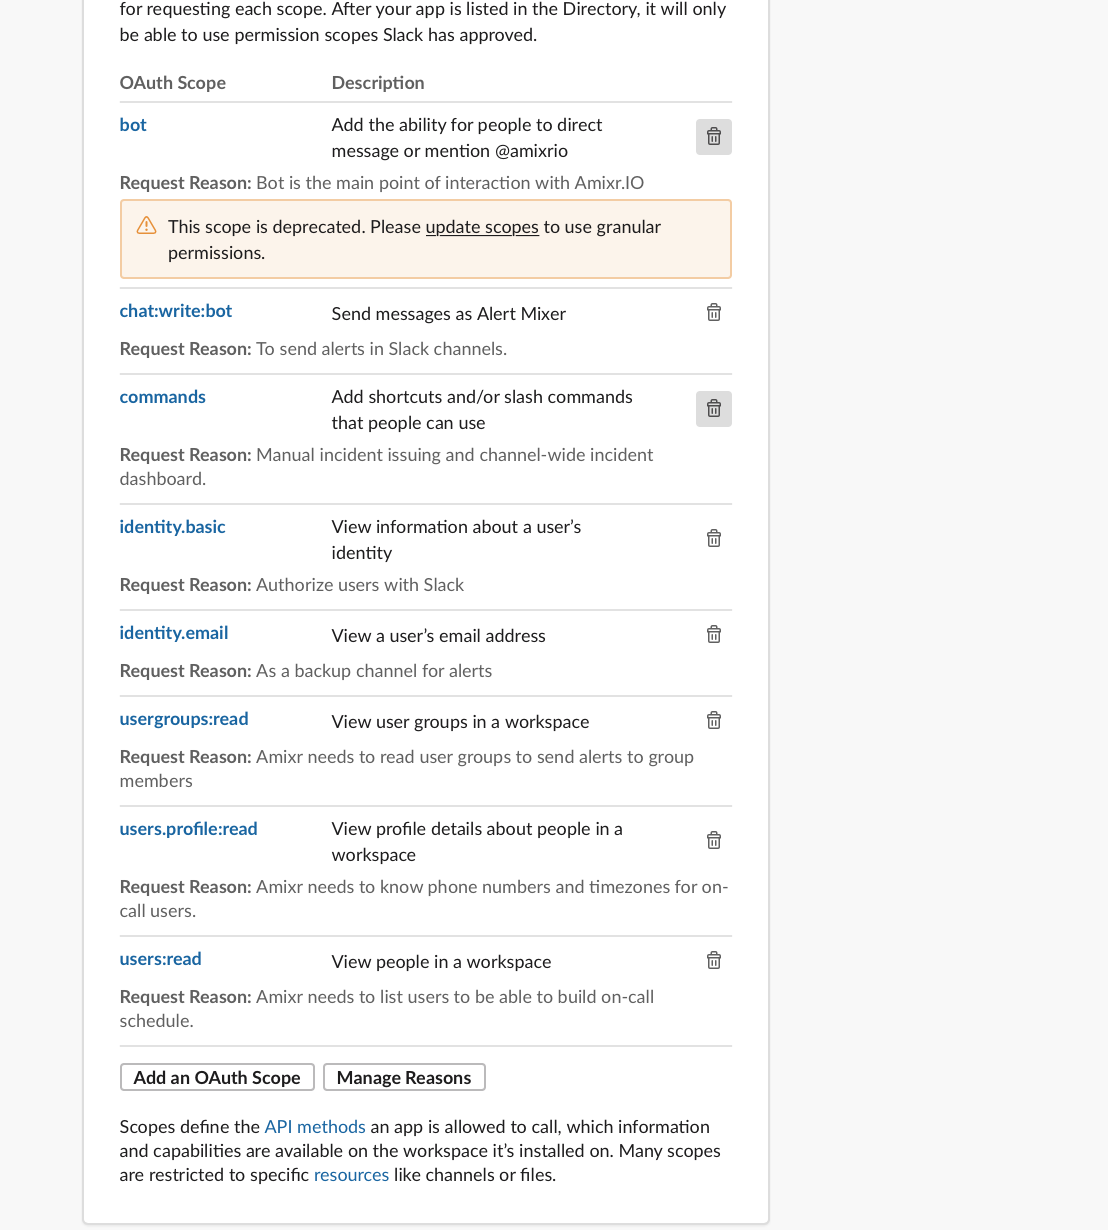 for requesting each scope. After your app is listed in the Directory, it will only
be able to use permission scopes Slack has approved.
OAuth Scope Description
bot Add the ability for people to direct
message or mention @amixrio
Request Reason: Bot is the main point of interaction with Amixr.IO
This scope is deprecated. Please update scopes to use granular
permissions.
chat:write:bot Send messages as Alert Mixer
Request Reason: To send alerts in Slack channels.
commands Add shortcuts and/or slash commands
that people can use
Request Reason: Manual incident issuing and channel-wide incident
dashboard.
identity.basic View information about a user’s
identity
Request Reason: Authorize users with Slack
identity.email View a user’s email address
Request Reason: As a backup channel for alerts
usergroups:read View user groups in a workspace
Request Reason: Amixr needs to read user groups to send alerts to group
members
users.profile:read View profile details about people in a
workspace
Request Reason: Amixr needs to know phone numbers and timezones for on-
call users.
users:read View people in a workspace
Request Reason: Amixr needs to list users to be able to build on-call
schedule.
Add an OAuth Scope Manage Reasons
Scopes define the API methods an app is allowed to call, which information
and capabilities are available on the workspace it’s installed on. Many scopes
are restricted to specific resources like channels or files.